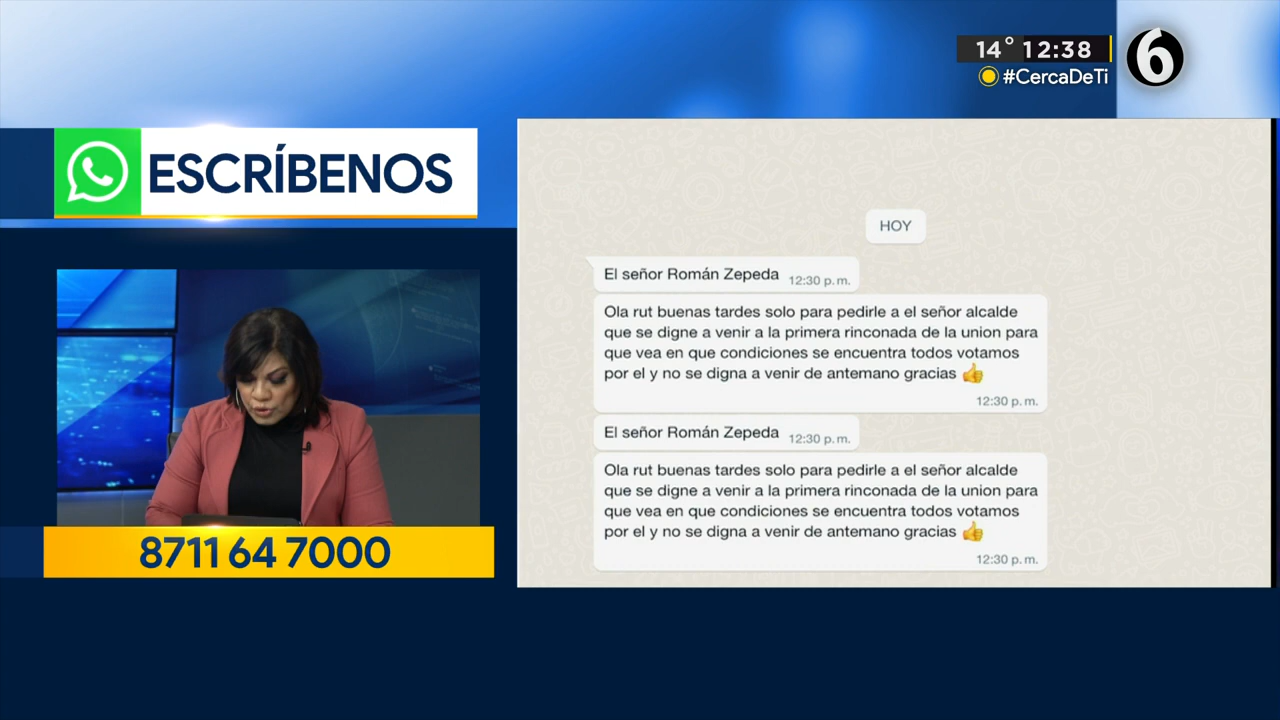 14° 12:38
#CercaDeTi
6
ESCRÍBENOS
8711 64 7000
HOY
El señor Román Zepeda 12:30 p. m.
Ola rut buenas tardes solo para pedirle a el señor alcalde
que se digne a venir a la primera rinconada de la union para
que vea en que condiciones se encuentra todos votamos
por el y no se digna a venir de antemano gracias 👍
12:30 p. m.
El señor Román Zepeda 12:30 p. m.
Ola rut buenas tardes solo para pedirle a el señor alcalde
que se digne a venir a la primera rinconada de la union para
que vea en que condiciones se encuentra todos votamos
por el y no se digna a venir de antemano gracias 👍
12:30 p. m.